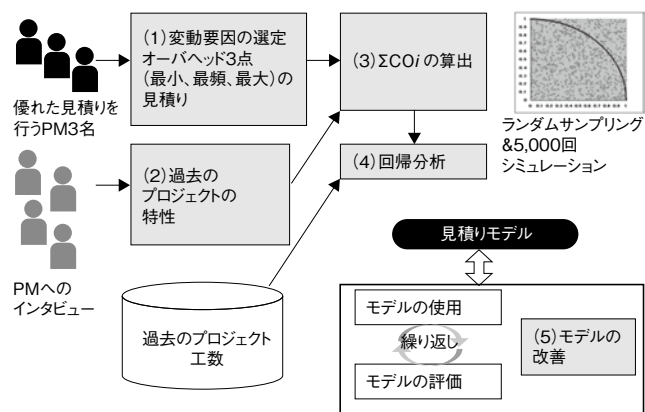 (1)変動要因の選定
オーバヘッド3点
(最小、最頻、最大)の
見積り
(3)ΣCOiの算出
優れた見積りを
行うPM3名
ランダムサンプリング
&5,000回
シミュレーション
(2)過去の
プロジェクトの
特性
(4)回帰分析
PMへの
インタビュー
見積りモデル
過去のプロジェクト
工数
モデルの使用
繰り返し
モデルの評価
(5)モデルの
改善